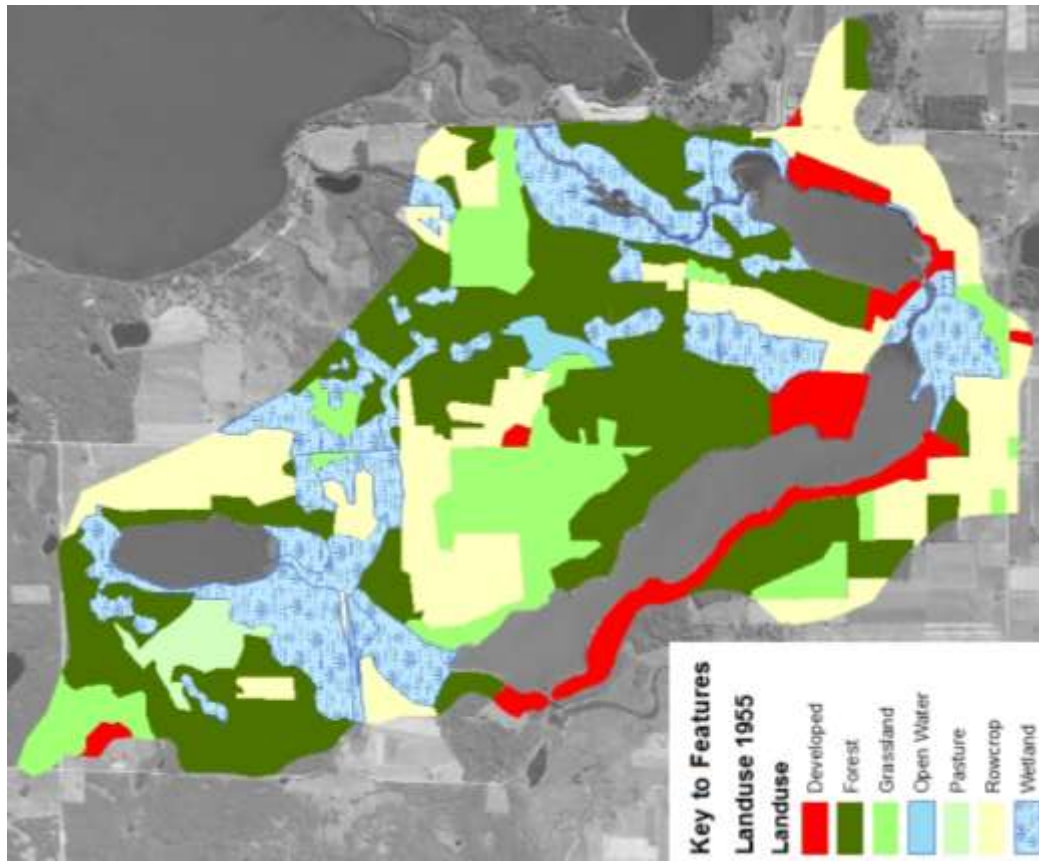 Key to Features
Landuse 1955
Landuse
Developed
Forest
Grassland
Open Water
Pasture
Rowcrop
Wetland